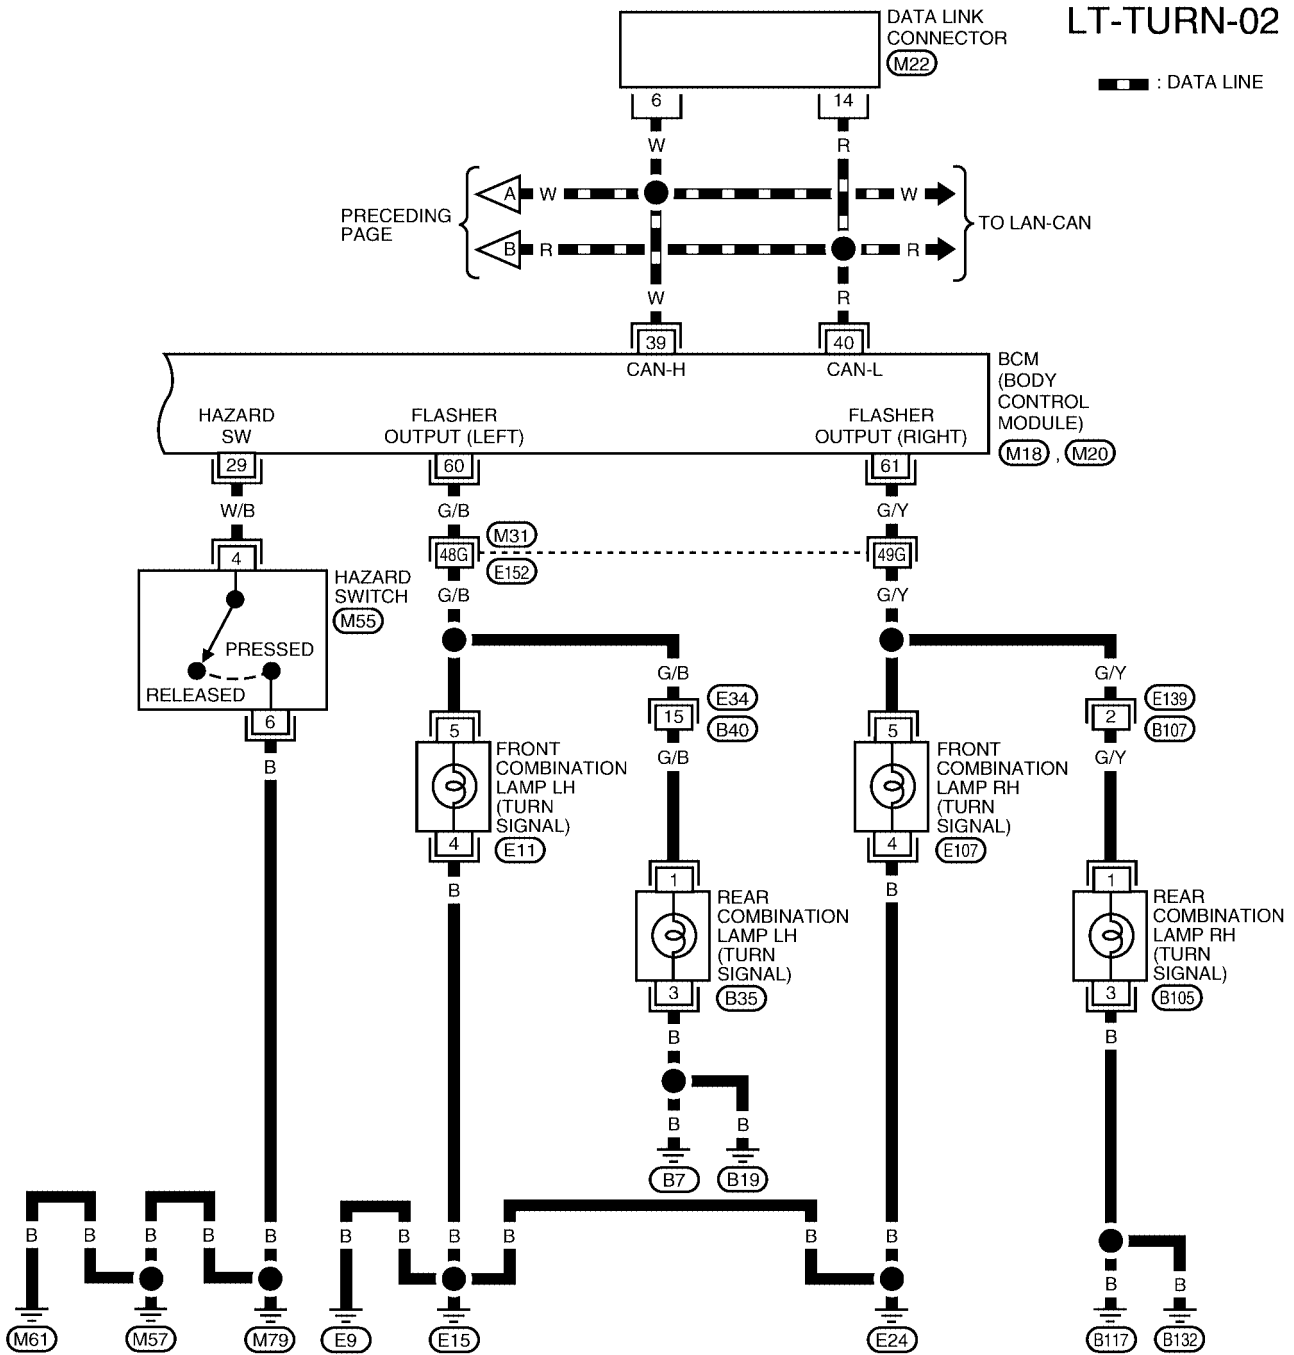 DATA LINK
CONNECTOR
M22
LT-TURN-02
: DATA LINE
6
14
W
R
A
W
W
PRECEDING
PAGE
TO LAN-CAN
B
R
R
W
R
39
40
CAN-H
CAN-L
BCM
(BODY
CONTROL
MODULE)
M18 , M20
HAZARD
SW
FLASHER
OUTPUT (LEFT)
FLASHER
OUTPUT (RIGHT)
29
60
61
W/B
G/B
G/Y
4
48G
M31
E152
49G
HAZARD
SWITCH
M55
G/B
G/Y
PRESSED
RELEASED
6
B
G/B
15
E34
B40
G/B
G/Y
2
E139
B107
G/Y
5
FRONT
COMBINATION
LAMP LH
(TURN
SIGNAL)
E11
4
B
5
FRONT
COMBINATION
LAMP RH
(TURN
SIGNAL)
E107
4
B
1
REAR
COMBINATION
LAMP LH
(TURN
SIGNAL)
B35
3
B
1
REAR
COMBINATION
LAMP RH
(TURN
SIGNAL)
B105
3
B
B
B
B7
B19
B
B
B
B
B
B
B
B
B
B
B
B
B
M61
M57
M79
E9
E15
E24
B117
B132